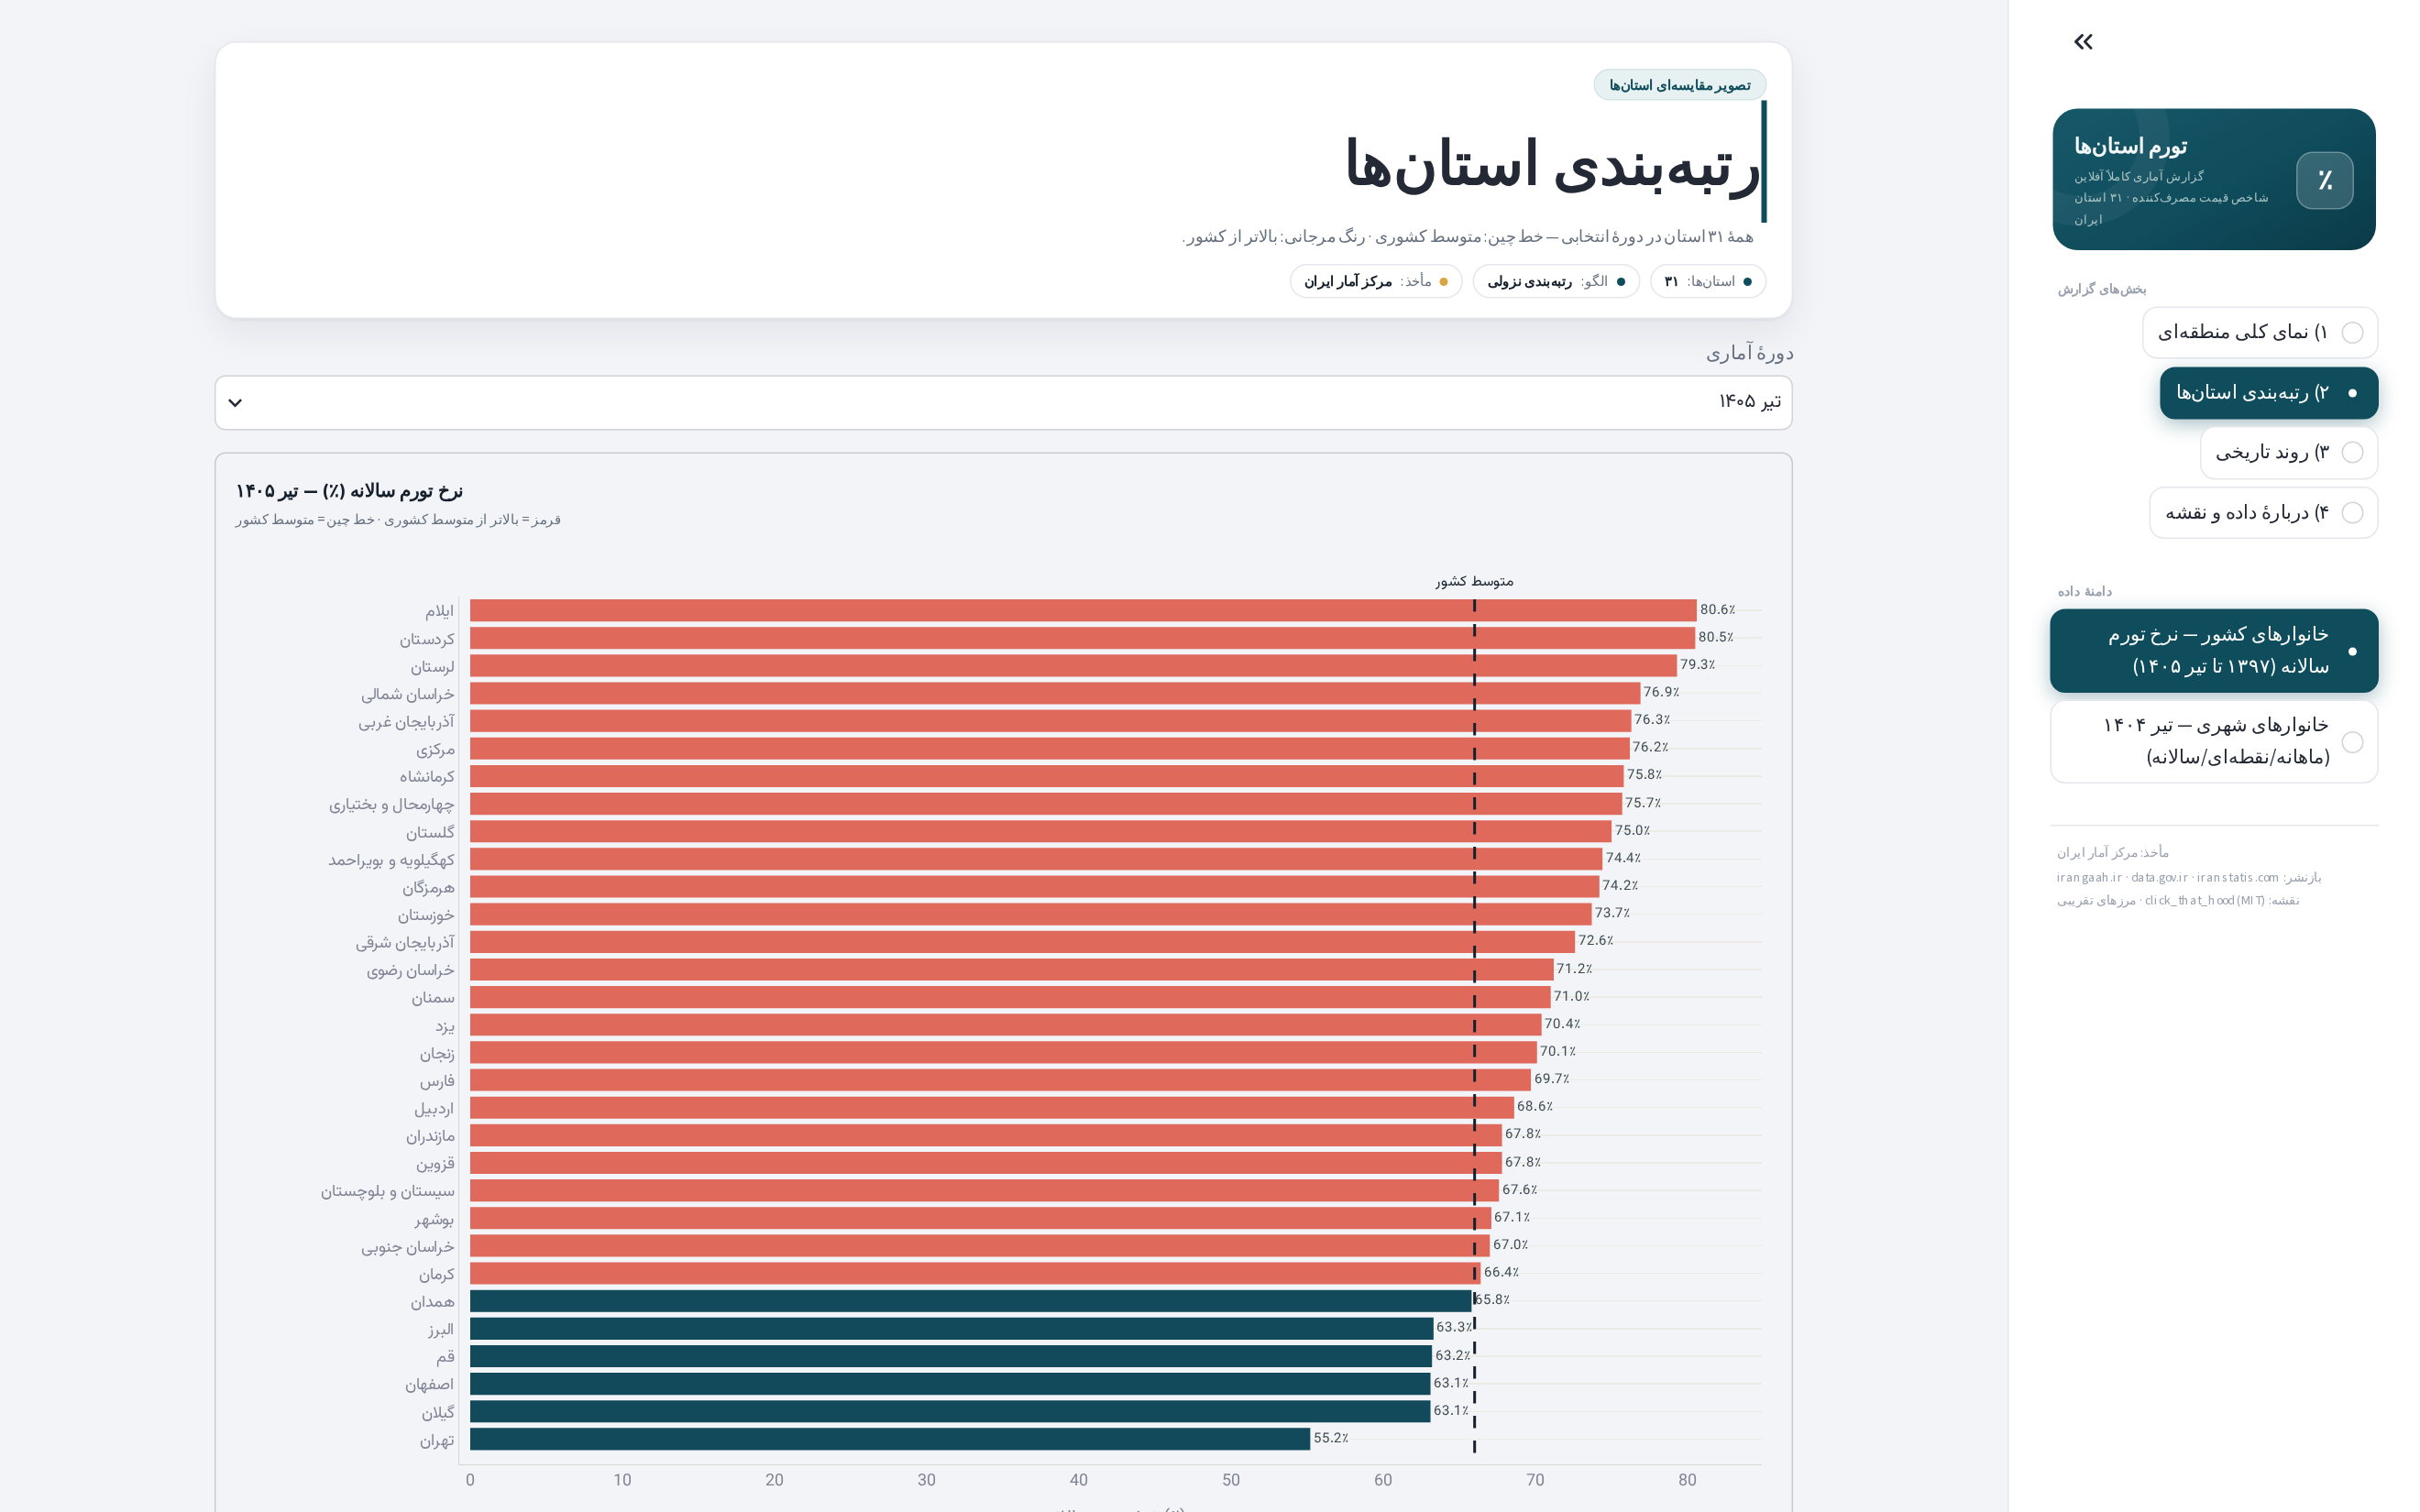 تورم استان‌ها
٪
گزارش آماری کاملاً آفلاین
شاخص قیمت مصرف‌کننده · ۳۱ استان
ایران
بخش‌های گزارش
۱) نمای کلی منطقه‌ای
۲) رتبه‌بندی استان‌ها
۳) روند تاریخی
۴) دربارهٔ داده و نقشه
دامنهٔ داده
خانوارهای کشور — نرخ تورم
سالانه (۱۳۹۷ تا تیر ۱۴۰۵)
خانوارهای شهری — تیر ۱۴۰۴
(ماهانه/نقطه‌ای/سالانه)
مأخذ: مرکز آمار ایران
بازنشر: irangaah.ir · data.gov.ir · iranstatis.com
نقشه: click_that_hood (MIT) · مرزهای تقریبی
تصویر مقایسه‌ای استان‌ها
رتبه‌بندی استان‌ها
همهٔ ۳۱ استان در دورهٔ انتخابی — خط چین: متوسط کشوری · رنگ مرجانی: بالاتر از کشور.
استان‌ها: ۳۱ الگو: رتبه‌بندی نزولی مأخذ: مرکز آمار ایران
دورهٔ آماری
تیر ۱۴۰۵
نرخ تورم سالانه (٪) — تیر ۱۴۰۵
قرمز = بالاتر از متوسط کشوری · خط چین = متوسط کشور
متوسط کشور
ایلام 80.6٪
کردستان 80.5٪
لرستان 79.3٪
خراسان شمالی 76.9٪
آذربایجان غربی 76.3٪
مرکزی 76.2٪
کرمانشاه 75.8٪
چهارمحال و بختیاری 75.7٪
گلستان 75.0٪
کهگیلویه و بویراحمد 74.4٪
هرمزگان 74.2٪
خوزستان 73.7٪
آذربایجان شرقی 72.6٪
خراسان رضوی 71.2٪
سمنان 71.0٪
یزد 70.4٪
زنجان 70.1٪
فارس 69.7٪
اردبیل 68.6٪
مازندران 67.8٪
قزوین 67.8٪
سیستان و بلوچستان 67.6٪
بوشهر 67.1٪
خراسان جنوبی 67.0٪
کرمان 66.4٪
همدان 65.8٪
البرز 63.3٪
قم 63.2٪
اصفهان 63.1٪
گیلان 63.1٪
تهران 55.2٪
0 10 20 30 40 50 60 70 80